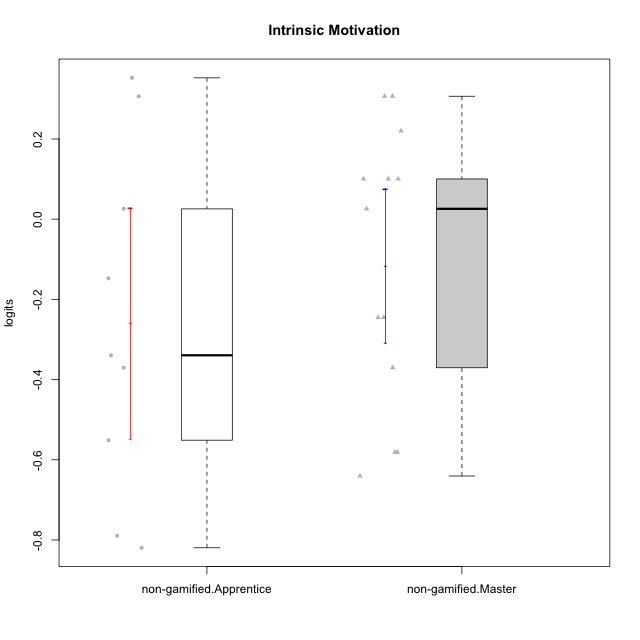 Intrinsic Motivation
logits
0.2
0.0
-0.2
-0.4
-0.6
-0.8
non-gamified.Apprentice
non-gamified.Master